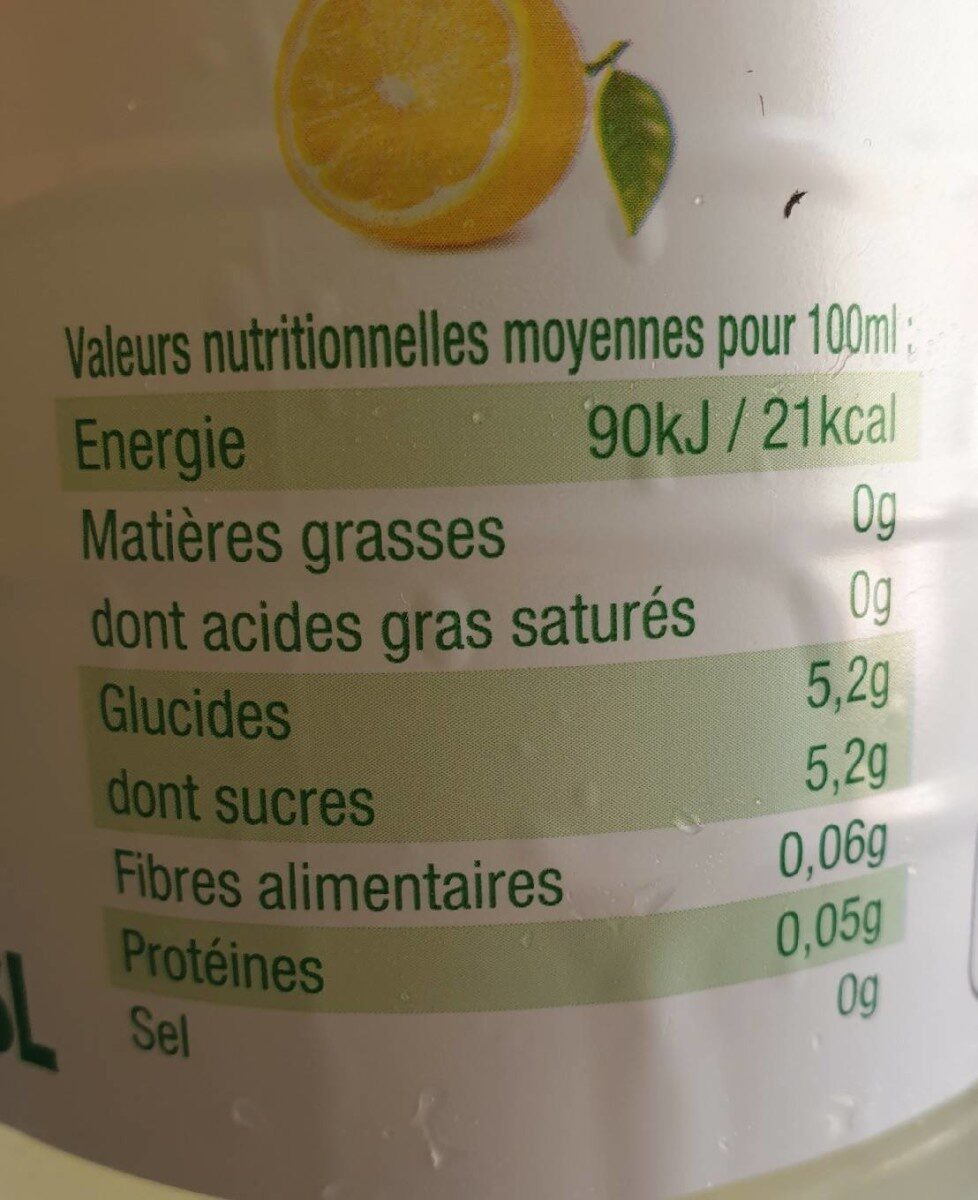 Valeurs nutritionnelles moyennes pour 100ml :
Energie 90kJ / 21kcal
Matières grasses 0g
dont acides gras saturés 0g
Glucides 5,2g
dont sucres 5,2g
Fibres alimentaires 0,06g
Protéines 0,05g
Sel 0g